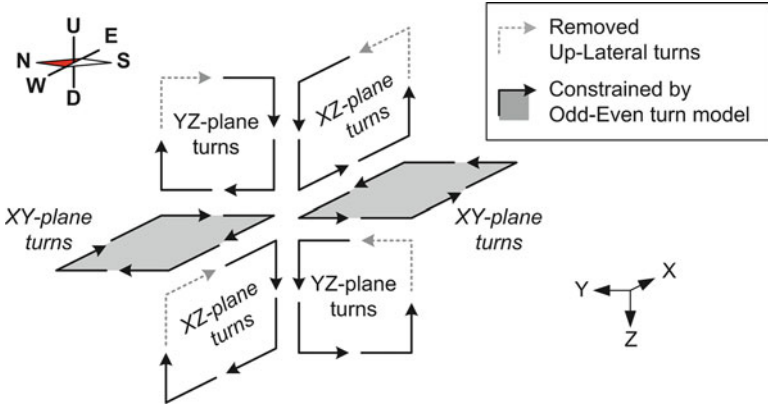 U
E
N
S
W
D
YZ-plane
turns
XZ-plane
turns
Removed
Up-Lateral turns
Constrained by
Odd-Even turn model
XY-plane
turns
XY-plane
turns
XZ-plane
turns
YZ-plane
turns
Y
X
Z